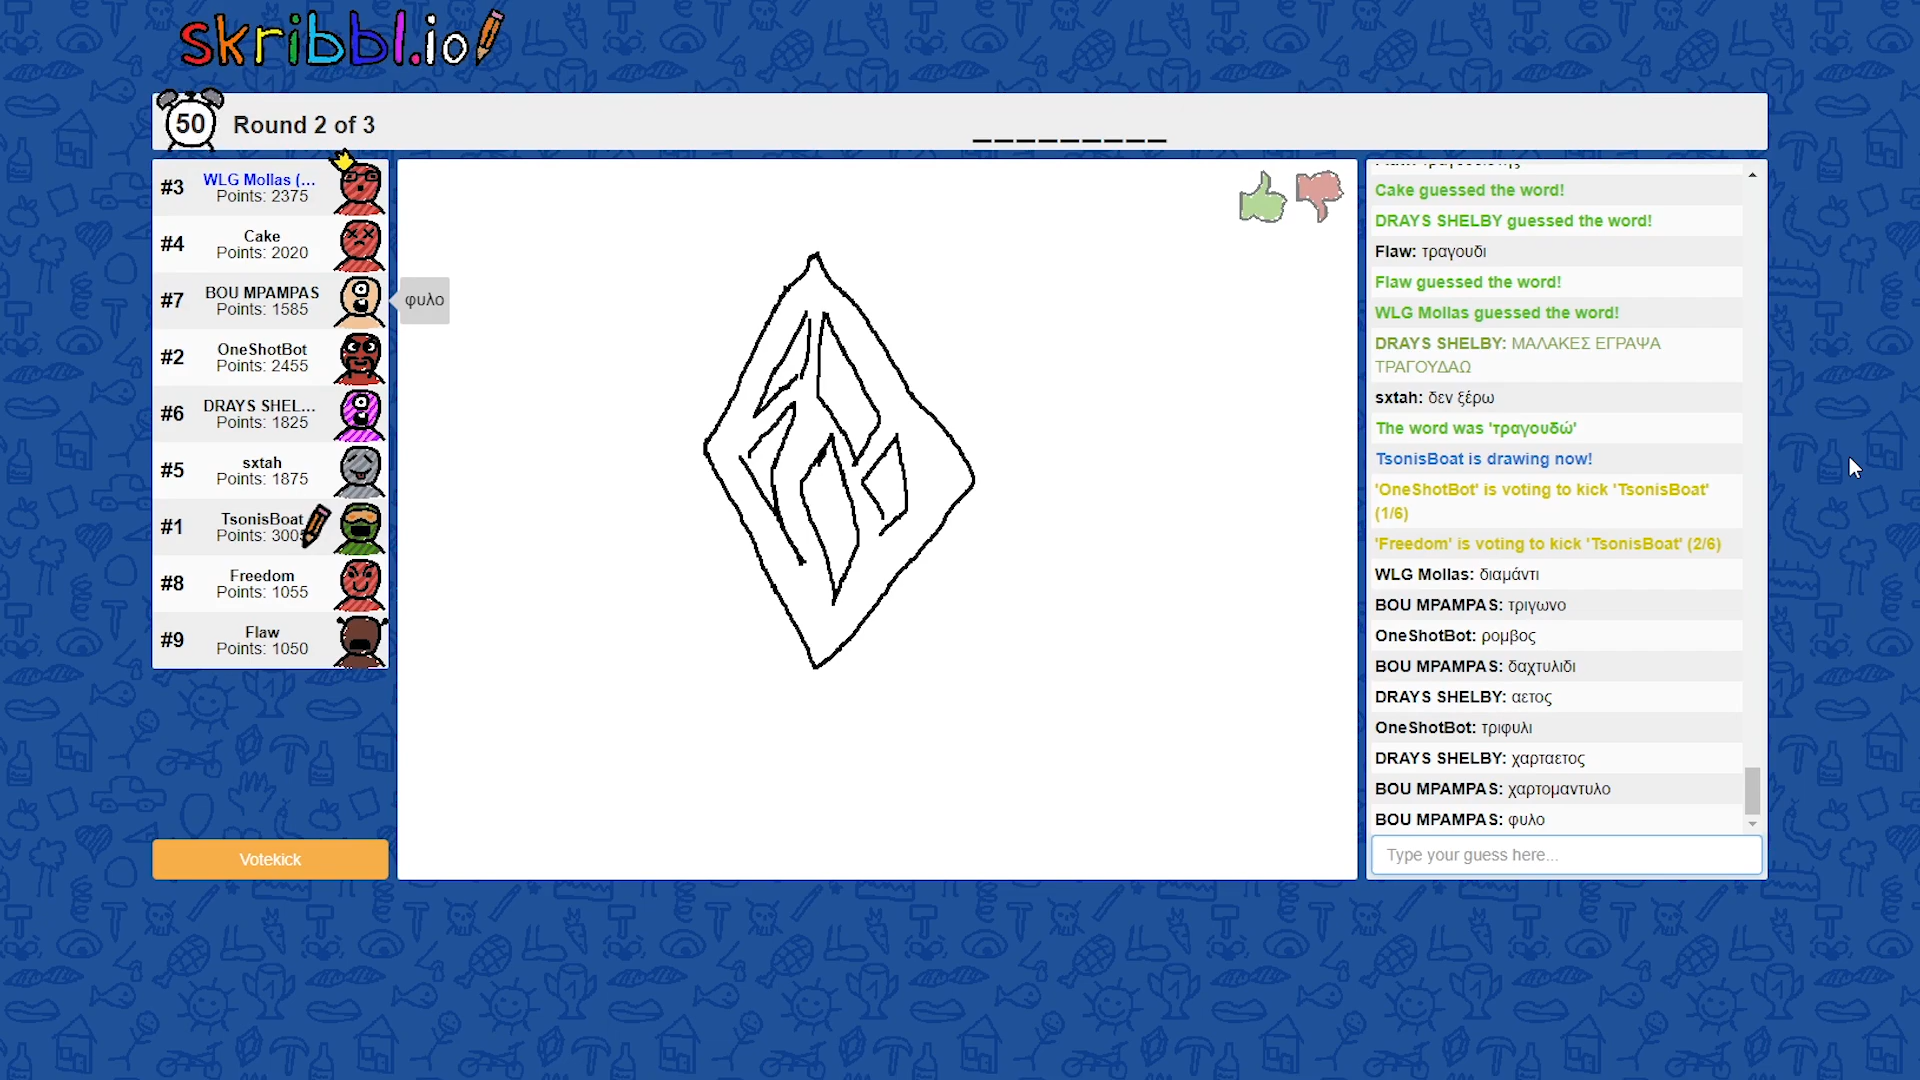 skribbl.io
50
Round 2 of 3
_ _ _ _ _ _ _ _ _
#3 WLG Mollas (...
Points: 2375
#4 Cake
Points: 2020
#7 BOU MPAMPAS
Points: 1585
φυλο
#2 OneShotBot
Points: 2455
#6 DRAYS SHEL...
Points: 1825
#5 sxtah
Points: 1875
#1 TsonisBoat
Points: 3005
#8 Freedom
Points: 1055
#9 Flaw
Points: 1050
Votekick
Cake guessed the word!
DRAYS SHELBY guessed the word!
Flaw: τραγουδι
Flaw guessed the word!
WLG Mollas guessed the word!
DRAYS SHELBY: ΜΑΛΑΚΕΣ ΕΓΡΑΨΑ
ΤΡΑΓΟΥΔΑΩ
sxtah: δεν ξέρω
The word was 'τραγουδώ'
TsonisBoat is drawing now!
'OneShotBot' is voting to kick 'TsonisBoat'
(1/6)
'Freedom' is voting to kick 'TsonisBoat' (2/6)
WLG Mollas: διαμάντι
BOU MPAMPAS: τριγωνο
OneShotBot: ρομβος
BOU MPAMPAS: δαχτυλιδι
DRAYS SHELBY: αετος
OneShotBot: τριφυλι
DRAYS SHELBY: χαρταετος
BOU MPAMPAS: χαρτομαντυλο
BOU MPAMPAS: φυλο
Type your guess here...